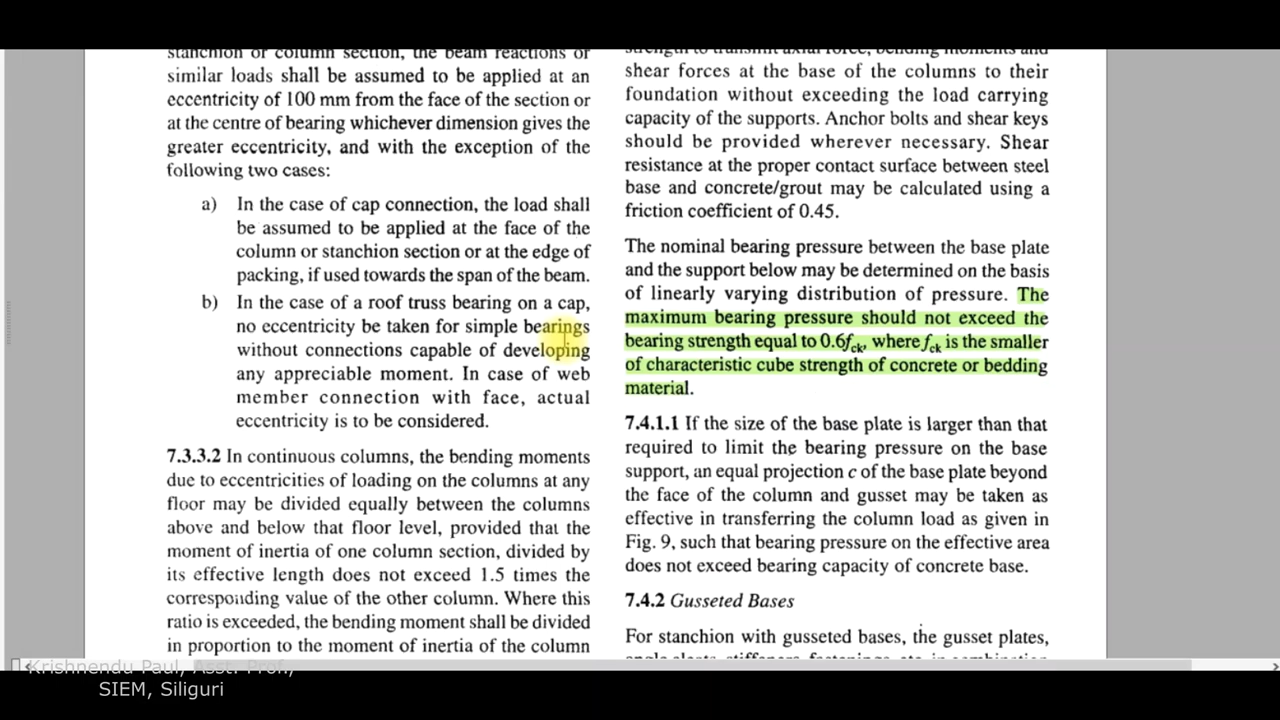 stanchion or column section, the beam reactions or
similar loads shall be assumed to be applied at an
eccentricity of 100 mm from the face of the section or
at the centre of bearing whichever dimension gives the
greater eccentricity, and with the exception of the
following two cases:
a) In the case of cap connection, the load shall
be assumed to be applied at the face of the
column or stanchion section or at the edge of
packing, if used towards the span of the beam.
b) In the case of a roof truss bearing on a cap,
no eccentricity be taken for simple bearings
without connections capable of developing
any appreciable moment. In case of web
member connection with face, actual
eccentricity is to be considered.
7.3.3.2 In continuous columns, the bending moments
due to eccentricities of loading on the columns at any
floor may be divided equally between the columns
above and below that floor level, provided that the
moment of inertia of one column section, divided by
its effective length does not exceed 1.5 times the
corresponding value of the other column. Where this
ratio is exceeded, the bending moment shall be divided
in proportion to the moment of inertia of the column
strength to transmit axial force, bending moments and
shear forces at the base of the columns to their
foundation without exceeding the load carrying
capacity of the supports. Anchor bolts and shear keys
should be provided wherever necessary. Shear
resistance at the proper contact surface between steel
base and concrete/grout may be calculated using a
friction coefficient of 0.45.
The nominal bearing pressure between the base plate
and the support below may be determined on the basis
of linearly varying distribution of pressure. The
maximum bearing pressure should not exceed the
bearing strength equal to 0.6fck, where fck is the smaller
of characteristic cube strength of concrete or bedding
material.
7.4.1.1 If the size of the base plate is larger than that
required to limit the bearing pressure on the base
support, an equal projection c of the base plate beyond
the face of the column and gusset may be taken as
effective in transferring the column load as given in
Fig. 9, such that bearing pressure on the effective area
does not exceed bearing capacity of concrete base.
7.4.2 Gusseted Bases
For stanchion with gusseted bases, the gusset plates,
Krishnendu Paul, Asst. Prof.,
SIEM, Siliguri